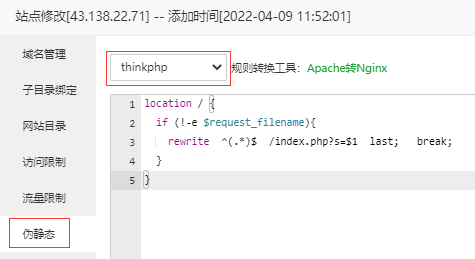 站点修改[43.138.22.71] -- 添加时间[2022-04-09 11:52:01]
域名管理
子目录绑定
网站目录
访问限制
流量限制
伪静态
thinkphp 规则转换工具：Apache转Nginx
1 location / {
2 if (!-e $request_filename){
3 rewrite ^(.*)$ /index.php?s=$1 last; break;
4 }
5 }